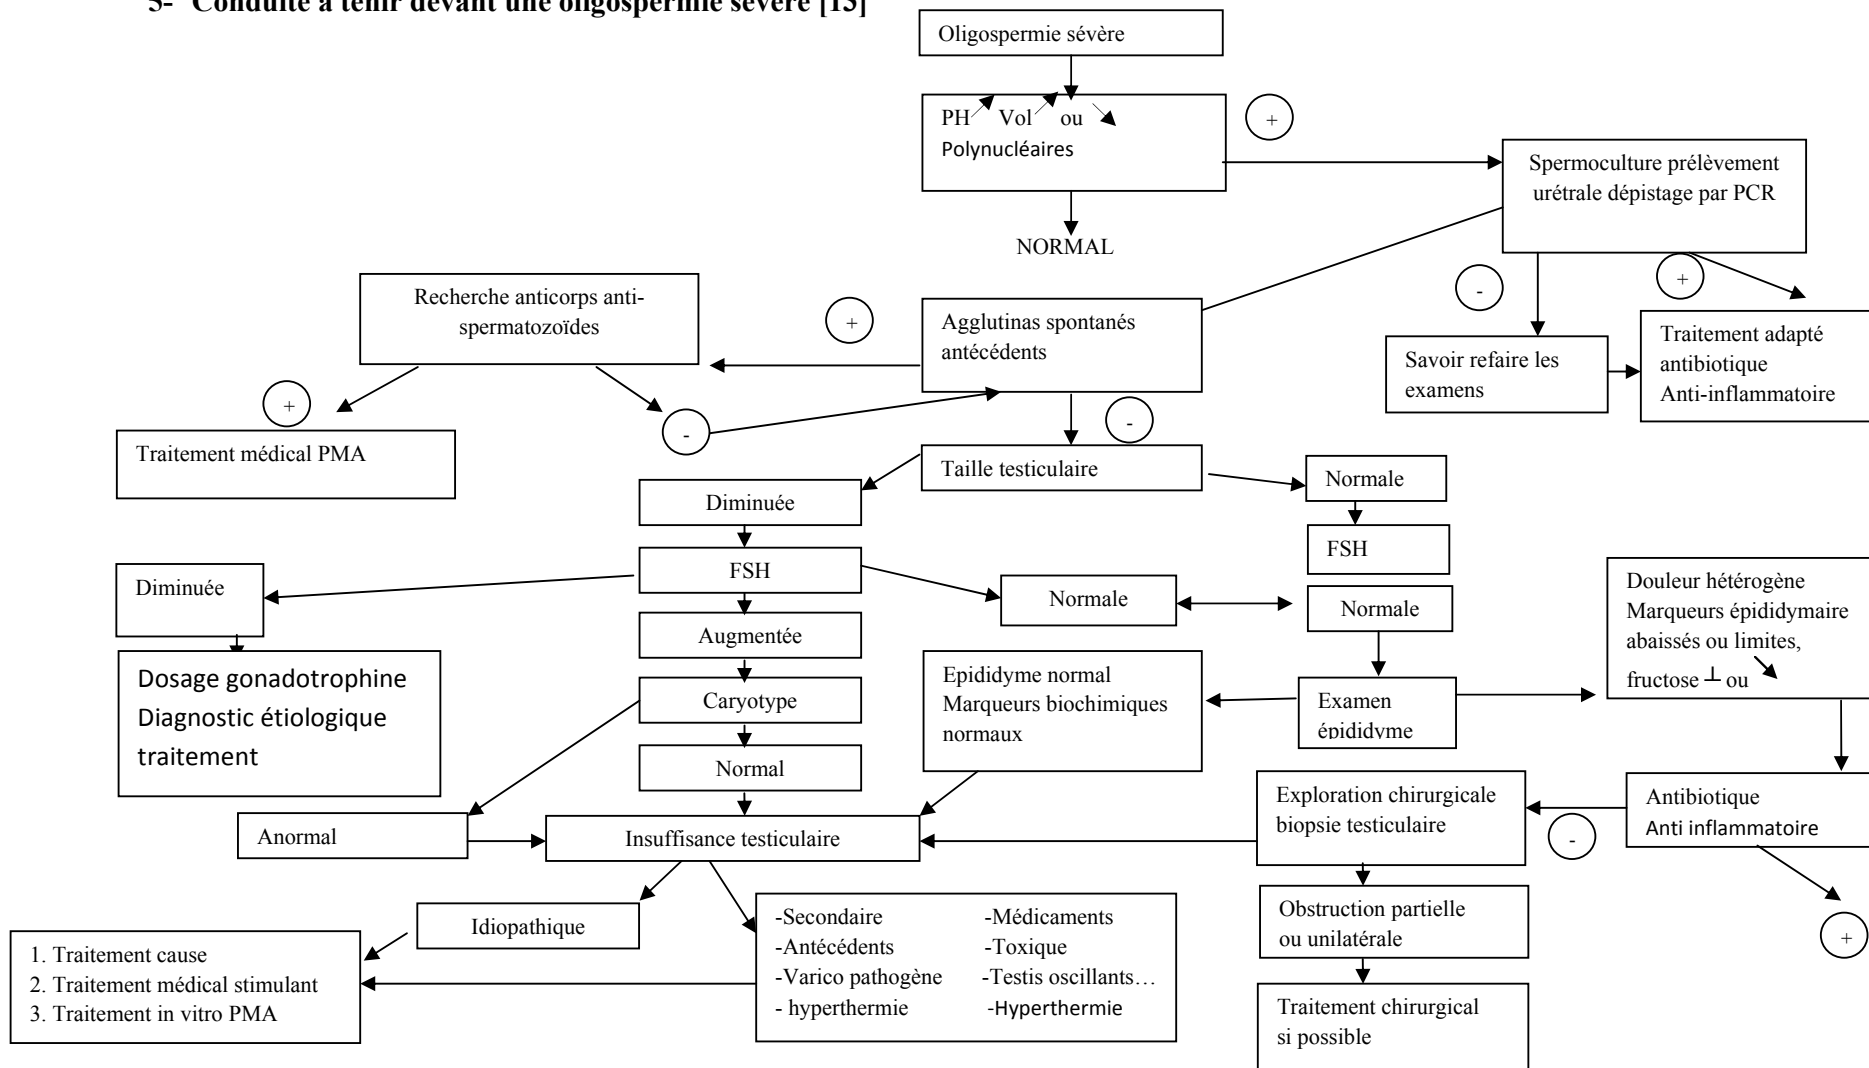 5- Conduite à tenir devant une oligospermie sévère [15]
Oligospermie sévère
PH Vol ou
Polynucléaires
+
Spermoculture prélèvement
urétrale dépistage par PCR
NORMAL
-
+
Recherche anticorps anti-
spermatozoïdes
+
Agglutinas spontanés
antécédents
Savoir refaire les
examens
Traitement adapté
antibiotique
Anti-inflammatoire
+
-
-
Traitement médical PMA
Taille testiculaire
Normale
Diminuée
FSH
FSH
Diminuée
Normale
Normale
Douleur hétérogène
Marqueurs épididymaire
abaissés ou limites,
fructose ┴ ou
Augmentée
Dosage gonadotrophine
Diagnostic étiologique
traitement
Caryotype
Epididyme normal
Marqueurs biochimiques
normaux
Examen
épididyme
Normal
Exploration chirurgicale
biopsie testiculaire
Antibiotique
Anti inflammatoire
-
Anormal
Insuffisance testiculaire
+
Idiopathique
-Secondaire -Médicaments
-Antécédents -Toxique
-Varico pathogène -Testis oscillants…
- hyperthermie -Hyperthermie
Obstruction partielle
ou unilatérale
1. Traitement cause
2. Traitement médical stimulant
3. Traitement in vitro PMA
Traitement chirurgical
si possible